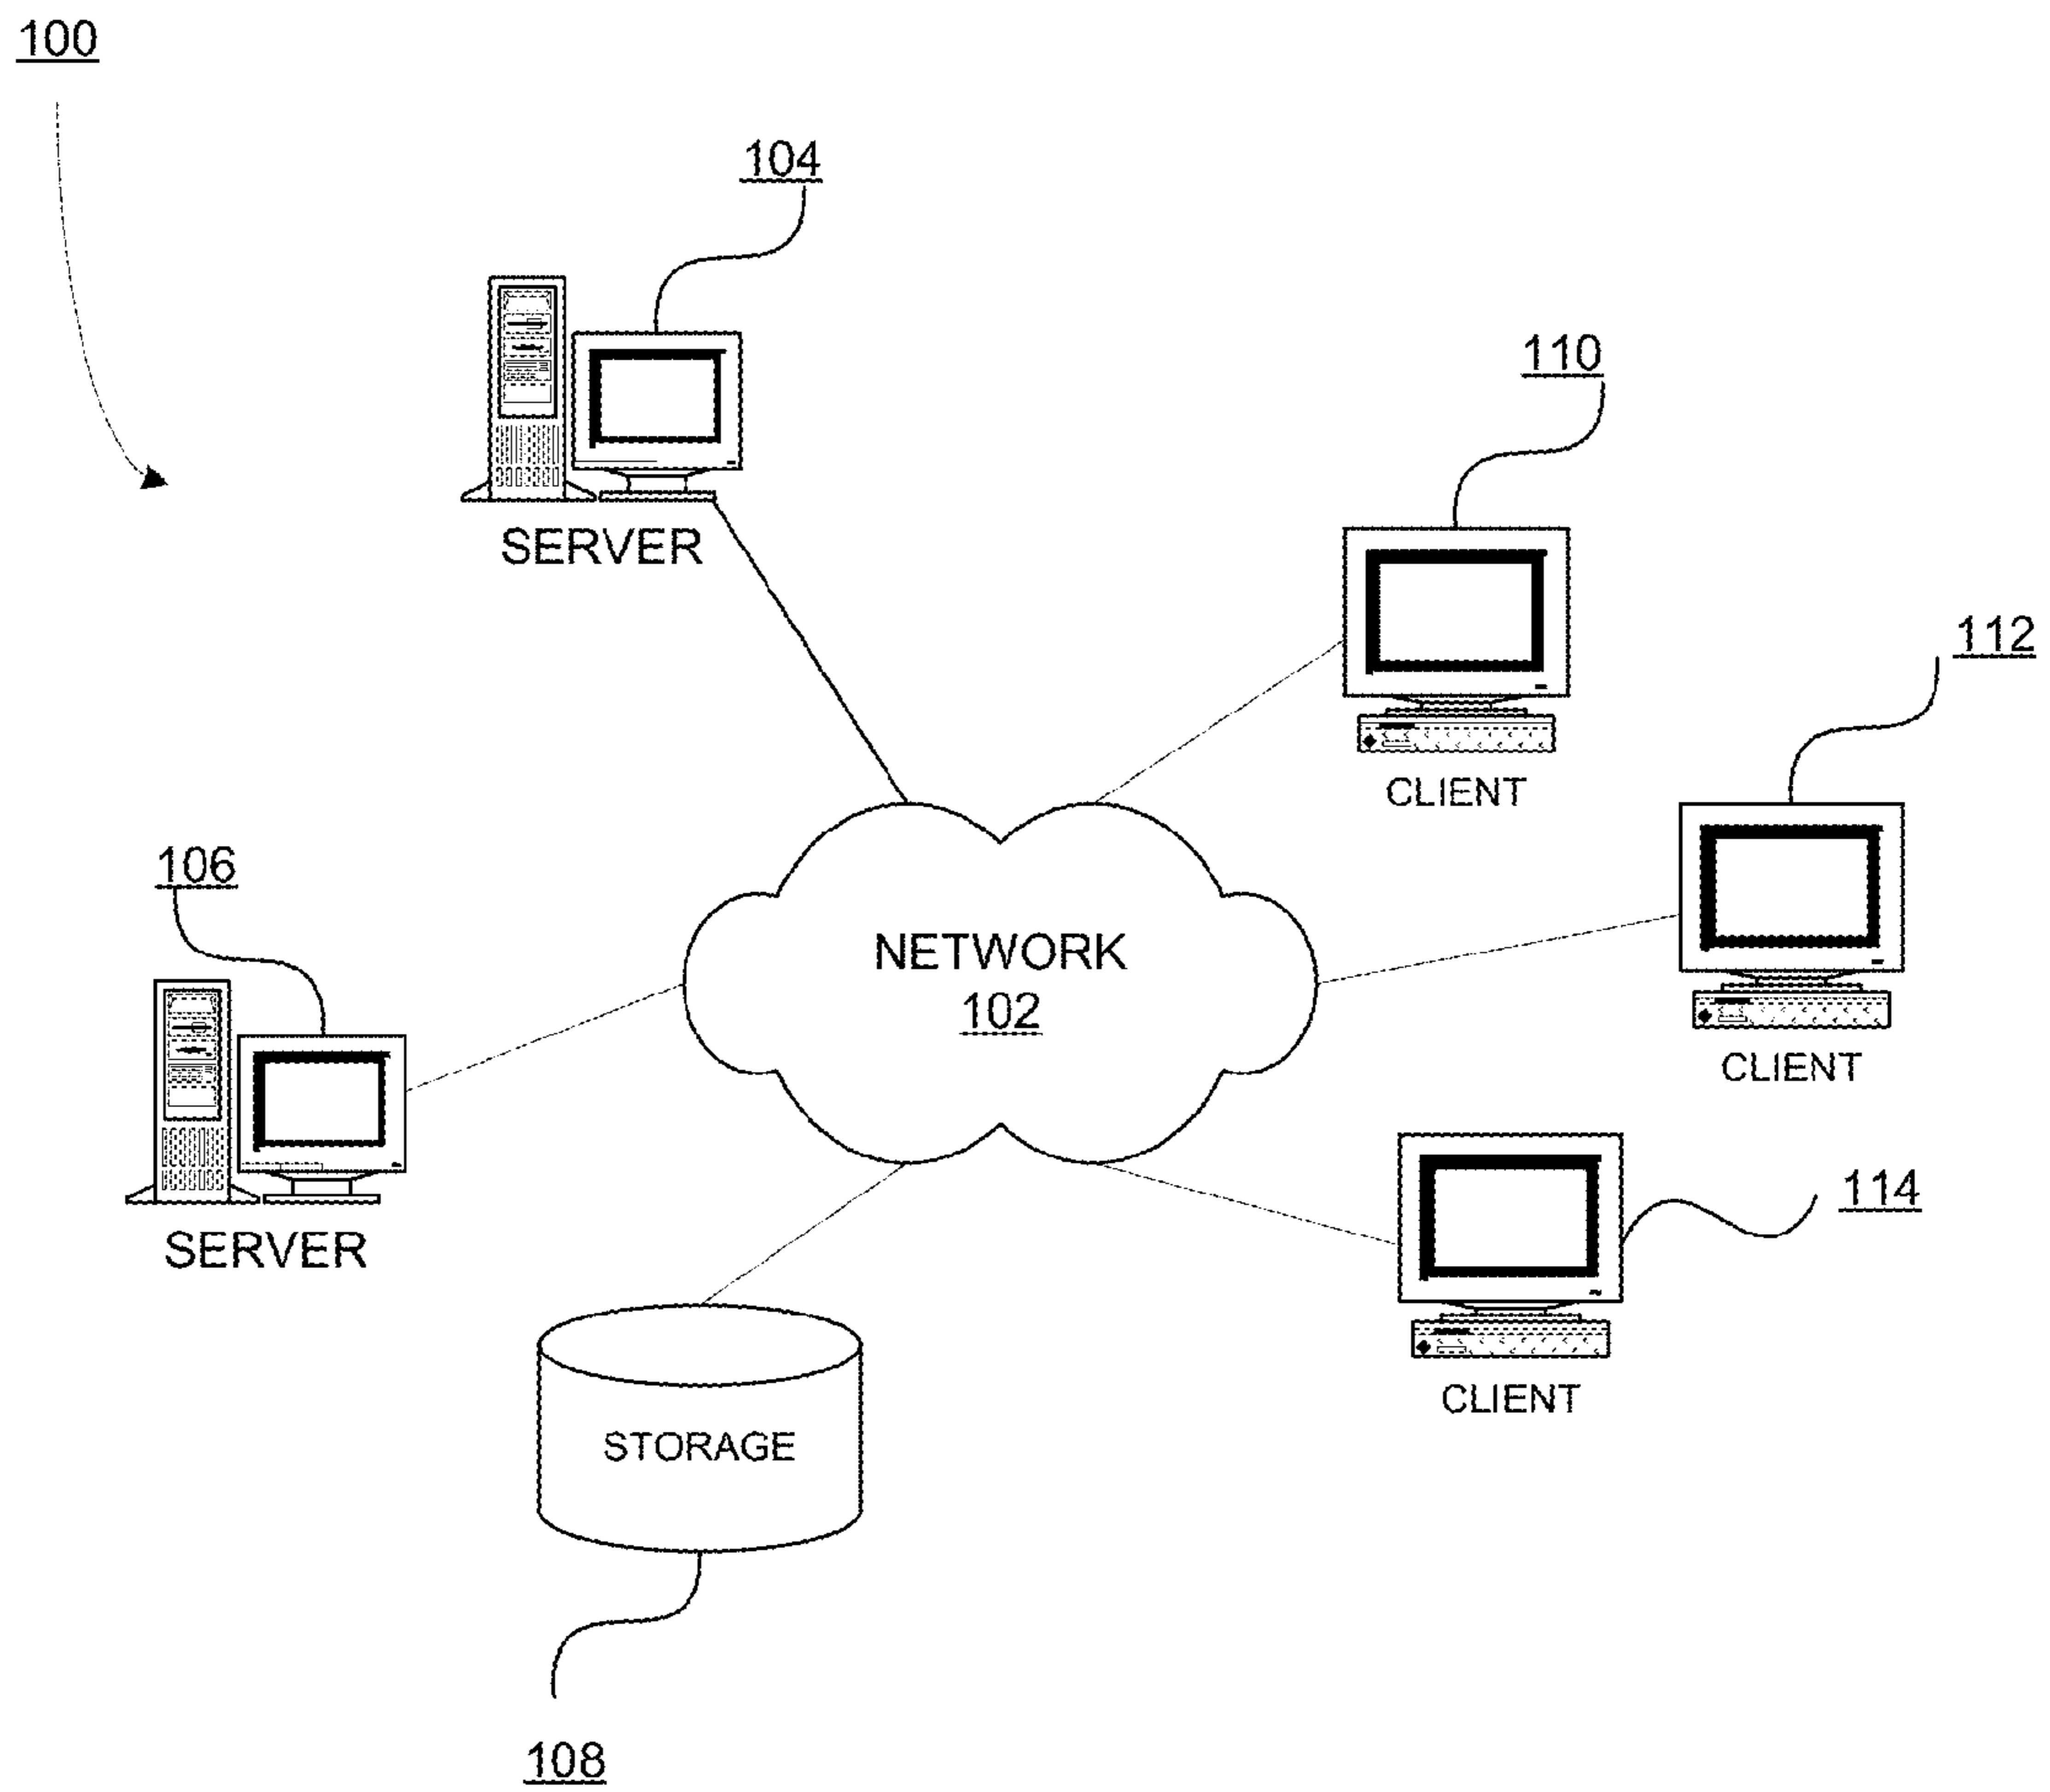 100
104
SERVER
110
CLIENT
112
CLIENT
106
SERVER
NETWORK
102
114
CLIENT
STORAGE
108